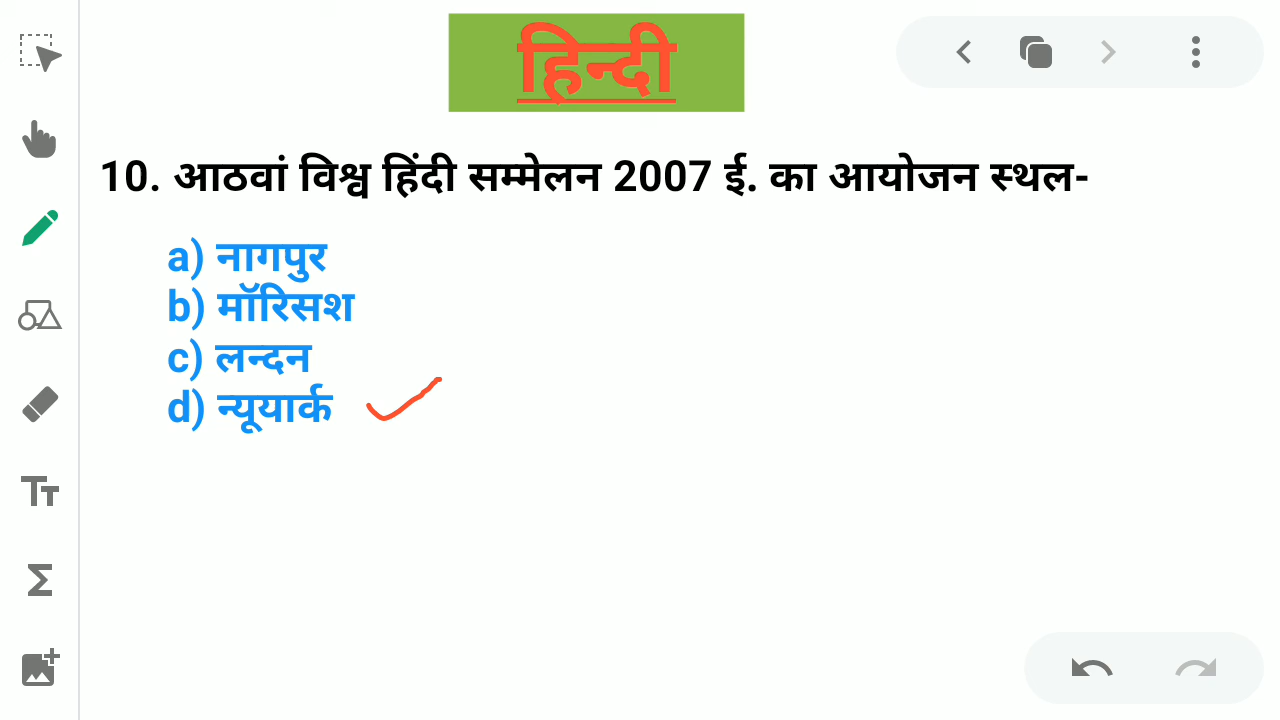 हिन्दी
10. आठवां विश्व हिंदी सम्मेलन 2007 ई. का आयोजन स्थल-
a) नागपुर
b) मॉरिसश
c) लन्दन
d) न्यूयार्क